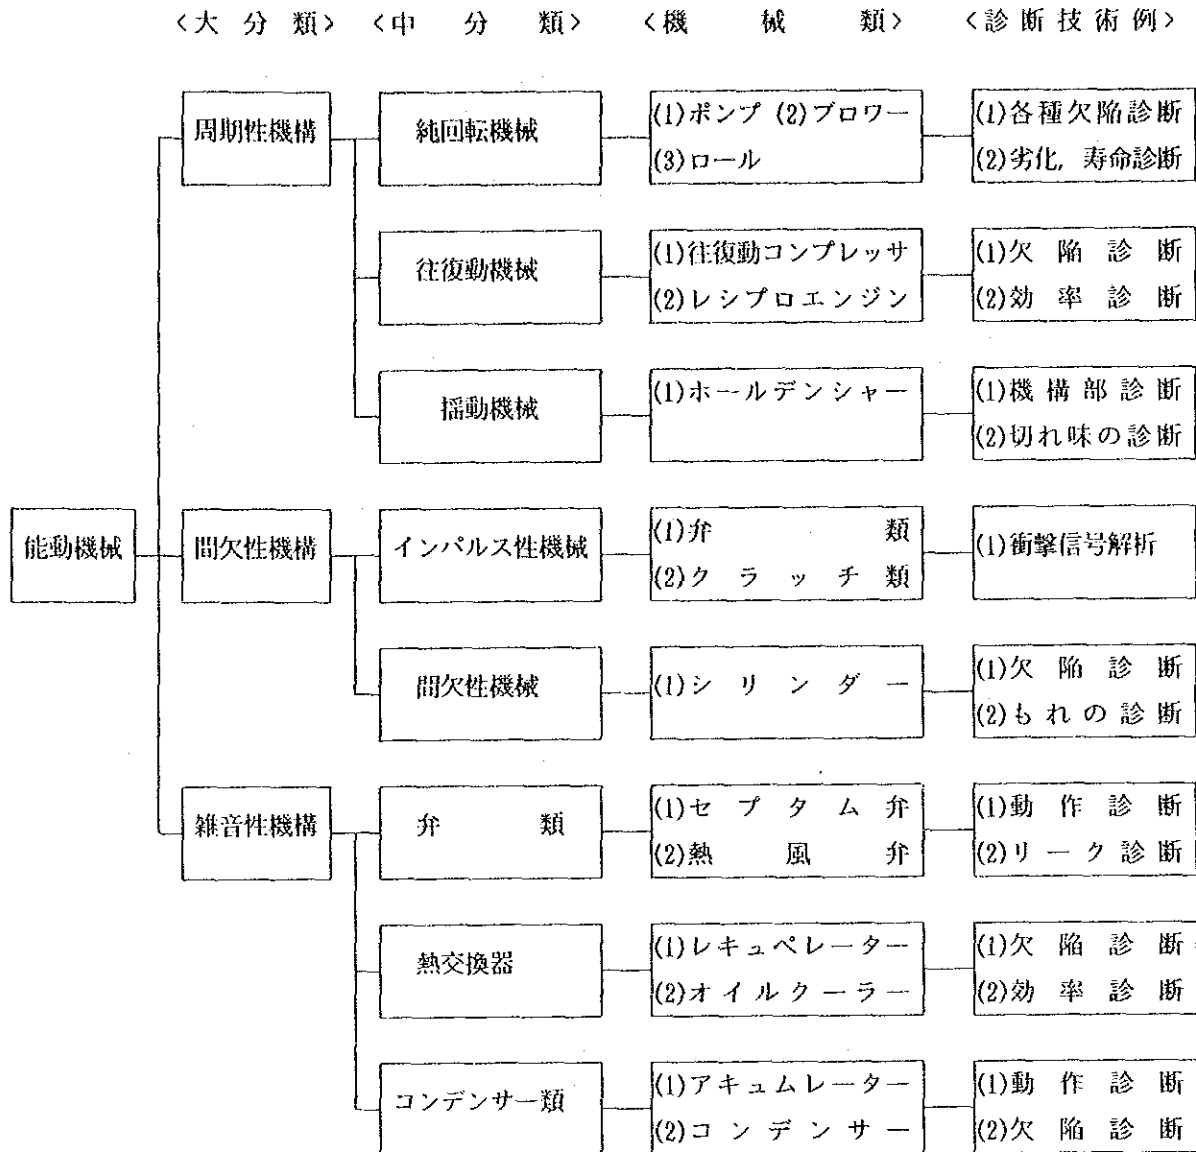 <大分類> <中分類> <機械類> <診断技術例>
周期性機構
純回転機械
(1)ポンプ (2)ブロワー
(3)ロール
(1)各種欠陥診断
(2)劣化, 寿命診断
往復動機械
(1)往復動コンプレッサ
(2)レシプロエンジン
(1)欠陥診断
(2)効率診断
揺動機械
(1)ホールデンシャー
(1)機構部診断
(2)切れ味の診断
能動機械
間欠性機構
インパルス性機械
(1)弁類
(2)クラッチ類
(1)衝撃信号解析
間欠性機械
(1)シリンダー
(1)欠陥診断
(2)もれの診断
雑音性機構
弁類
(1)セプタム弁
(2)熱風弁
(1)動作診断
(2)リーク診断
熱交換器
(1)レキュペレーター
(2)オイルクーラー
(1)欠陥診断
(2)効率診断
コンデンサー類
(1)アキュムレーター
(2)コンデンサー
(1)動作診断
(2)欠陥診断